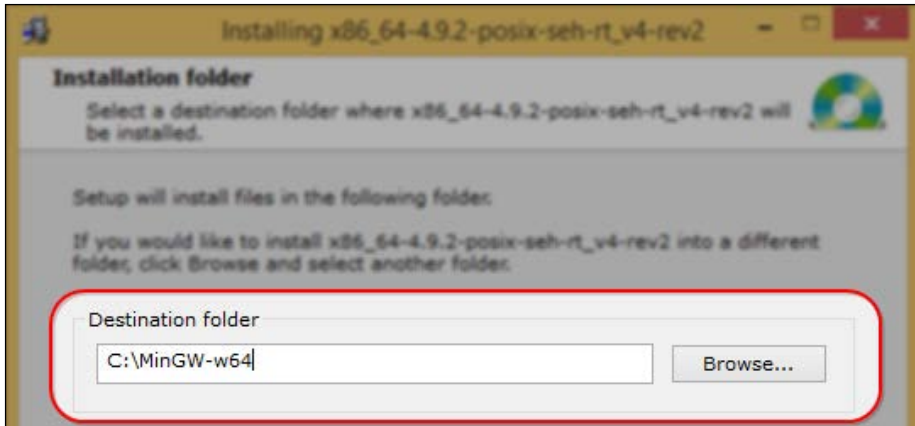 Installing x86_64-4.9.2-posix-seh-rt_v4-rev2
Installation folder
Select a destination folder where x86_64-4.9.2-posix-seh-rt_v4-rev2 will
be installed.
Setup will install files in the following folder.
If you would like to install x86_64-4.9.2-posix-seh-rt_v4-rev2 into a different
folder, click Browse and select another folder.
Destination folder
C:\MinGW-w64
Browse...